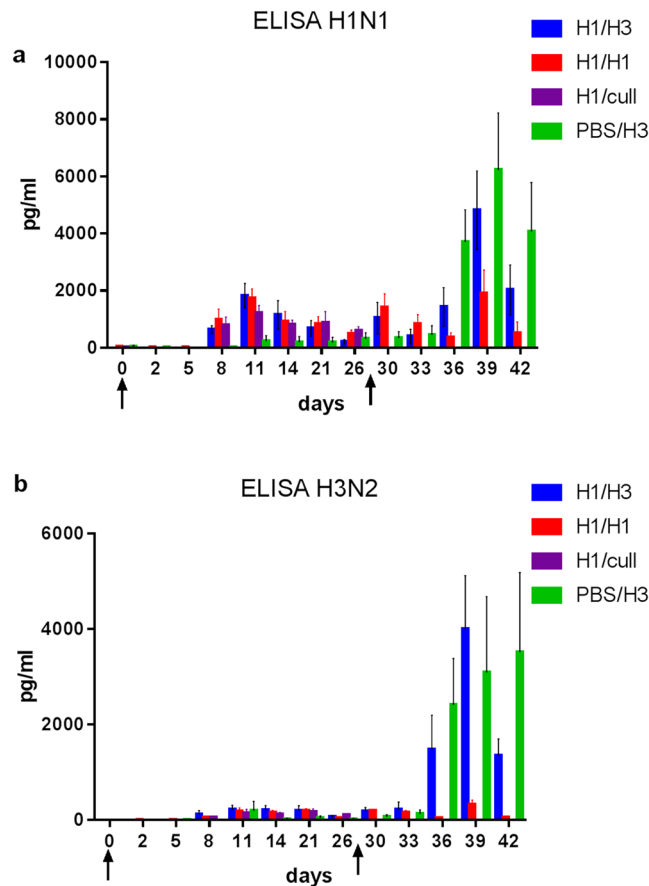 ELISA H1N1
a
H1/H3
H1/H1
H1/cull
PBS/H3
10000
8000
6000
4000
2000
0
pg/ml
0 2 5 8 11 14 21 26 30 33 36 39 42
days
b
ELISA H3N2
H1/H3
H1/H1
H1/cull
PBS/H3
6000
4000
2000
0
pg/ml
0 2 5 8 11 14 21 26 30 33 36 39 42
days